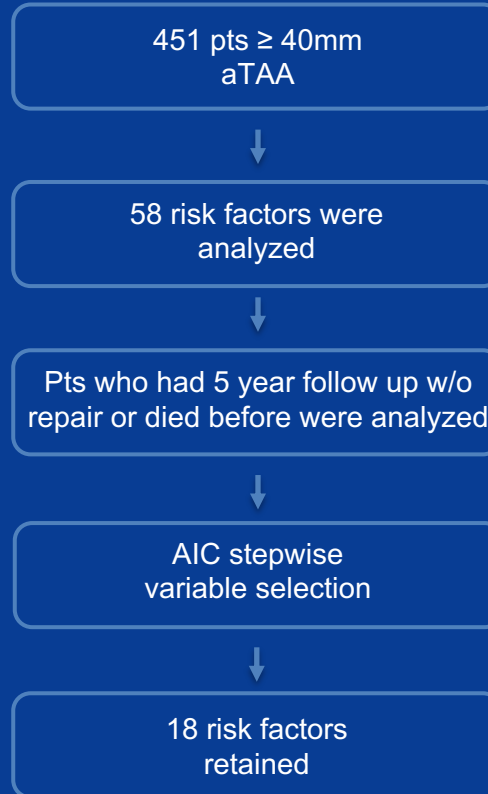 451 pts ≥ 40mm
aTAA
58 risk factors were
analyzed
Pts who had 5 year follow up w/o
repair or died before were analyzed
AIC stepwise
variable selection
18 risk factors
retained